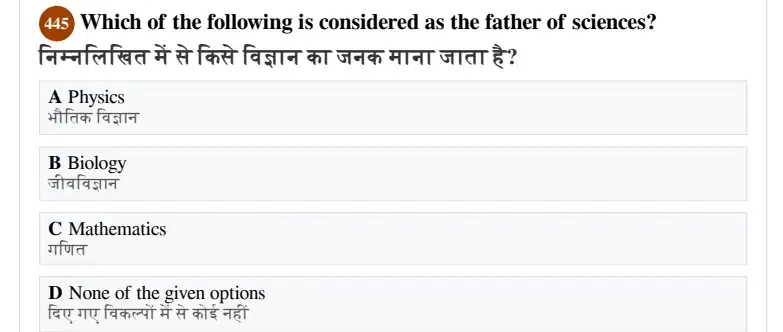 445 Which of the following is considered as the father of sciences?
निम्नलिखित में से किसे विज्ञान का जनक माना जाता है?
A Physics
भौतिक विज्ञान
B Biology
जीवविज्ञान
C Mathematics
गणित
D None of the given options
दिए गए विकल्पों में से कोई नहीं